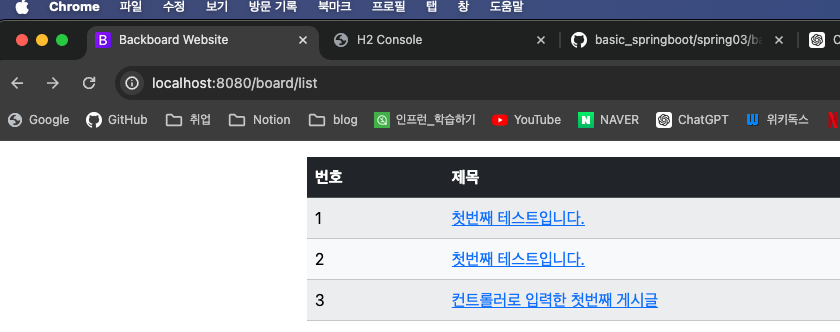 Chrome 파일 수정 보기 방문 기록 북마크 프로필 탭 창 도움말
Backboard Website H2 Console basic_springboot/spring03/ba
localhost:8080/board/list
Google GitHub 취업 Notion blog 인프런_학습하기 YouTube NAVER ChatGPT 위키독스
번호 제목
1 첫번째 테스트입니다.
2 첫번째 테스트입니다.
3 컨트롤러로 입력한 첫번째 게시글